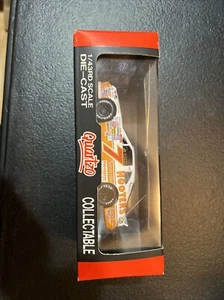 1/43RD SCALE
DIE-CAST
Quartzo
COLLECTABLE
7
HOOTERS